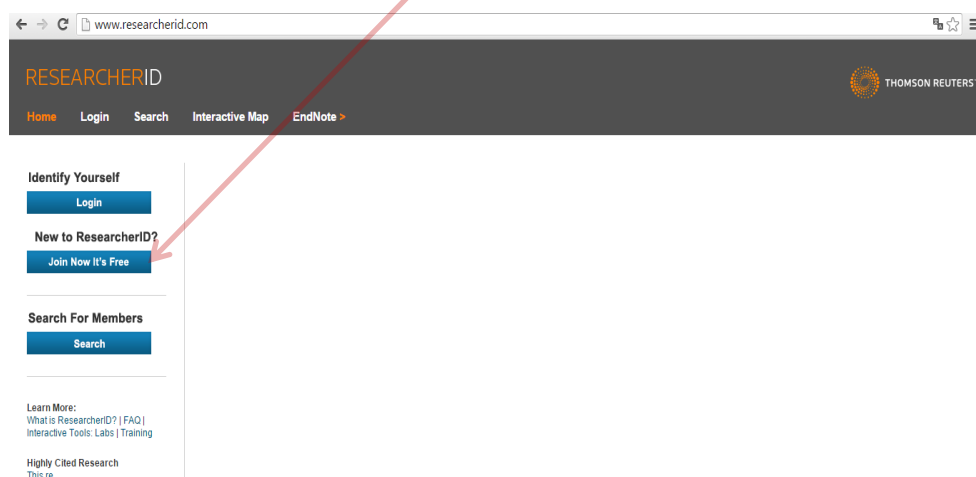 www.researcherid.com
RESEARCHERID
THOMSON REUTERS
Home Login Search Interactive Map EndNote >
Identify Yourself
Login
New to ResearcherID?
Join Now It's Free
Search For Members
Search
Learn More:
What is ResearcherID? | FAQ |
Interactive Tools: Labs | Training
Highly Cited Research
This re